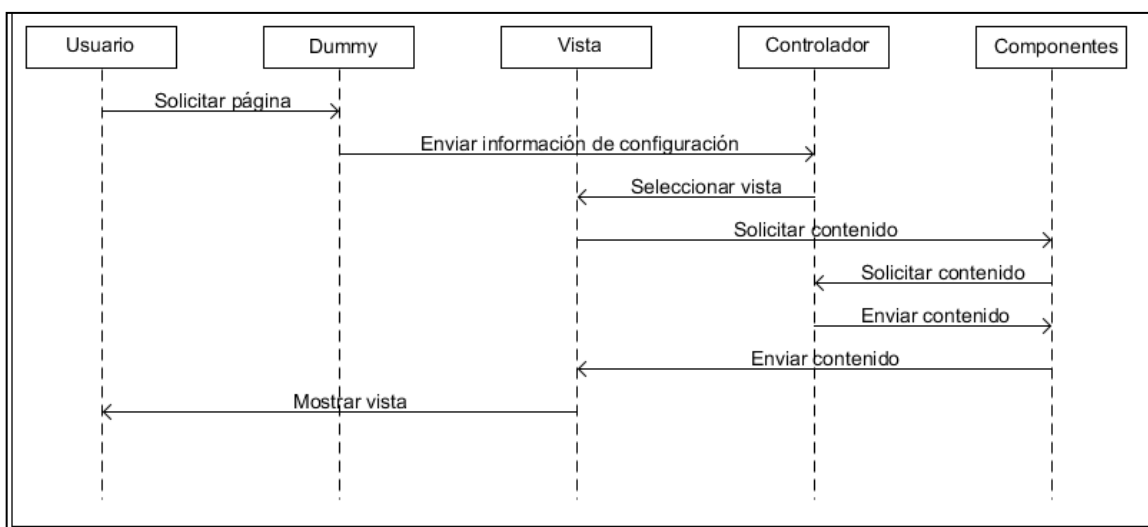 Usuario
Dummy
Vista
Controlador
Componentes
Solicitar página
Enviar información de configuración
Seleccionar vista
Solicitar contenido
Solicitar contenido
Enviar contenido
Enviar contenido
Mostrar vista